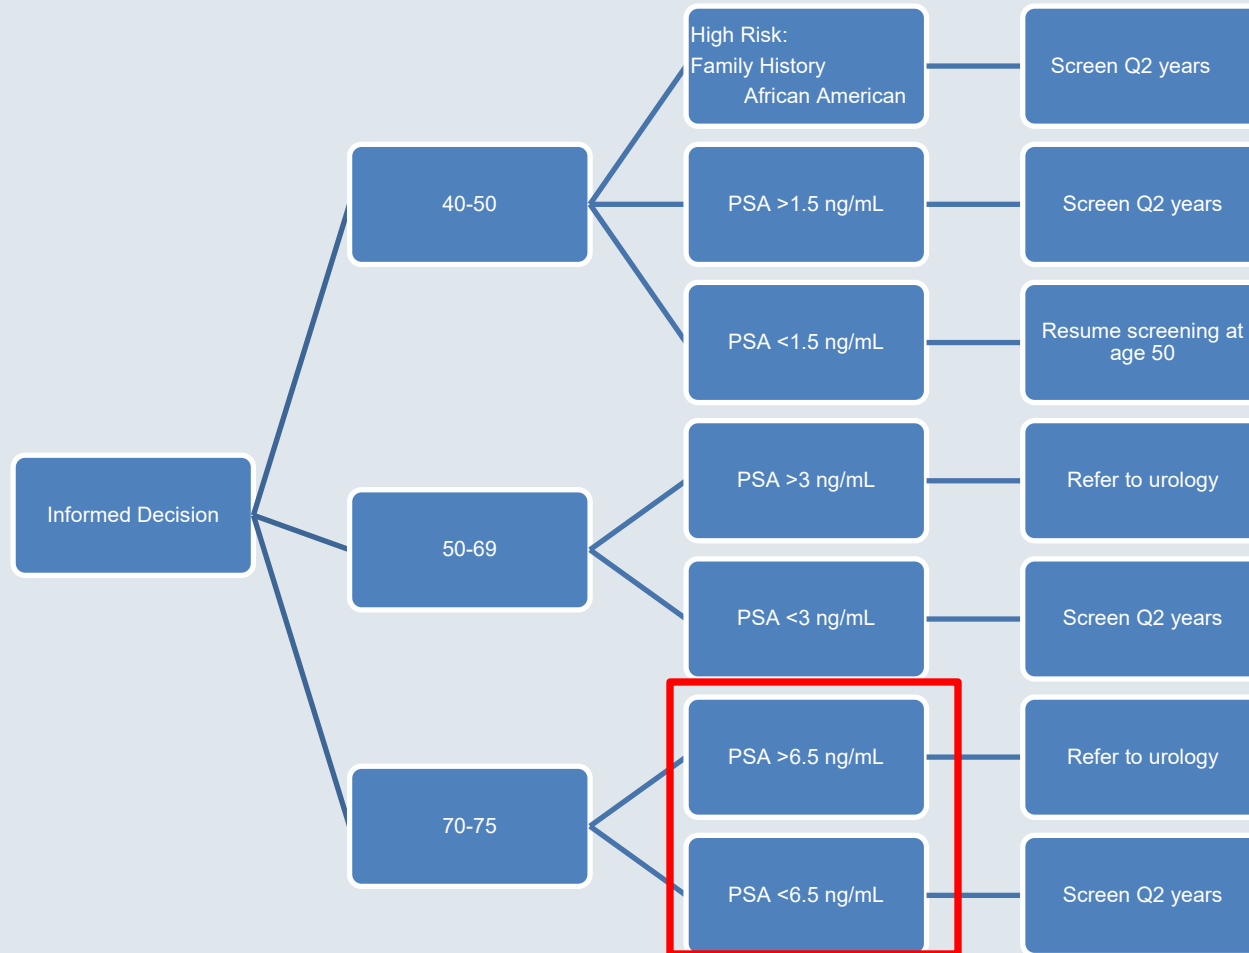 Informed Decision
40-50
High Risk:
Family History
African American
Screen Q2 years
PSA >1.5 ng/mL
Screen Q2 years
PSA <1.5 ng/mL
Resume screening at
age 50
50-69
PSA >3 ng/mL
Refer to urology
PSA <3 ng/mL
Screen Q2 years
70-75
PSA >6.5 ng/mL
Refer to urology
PSA <6.5 ng/mL
Screen Q2 years